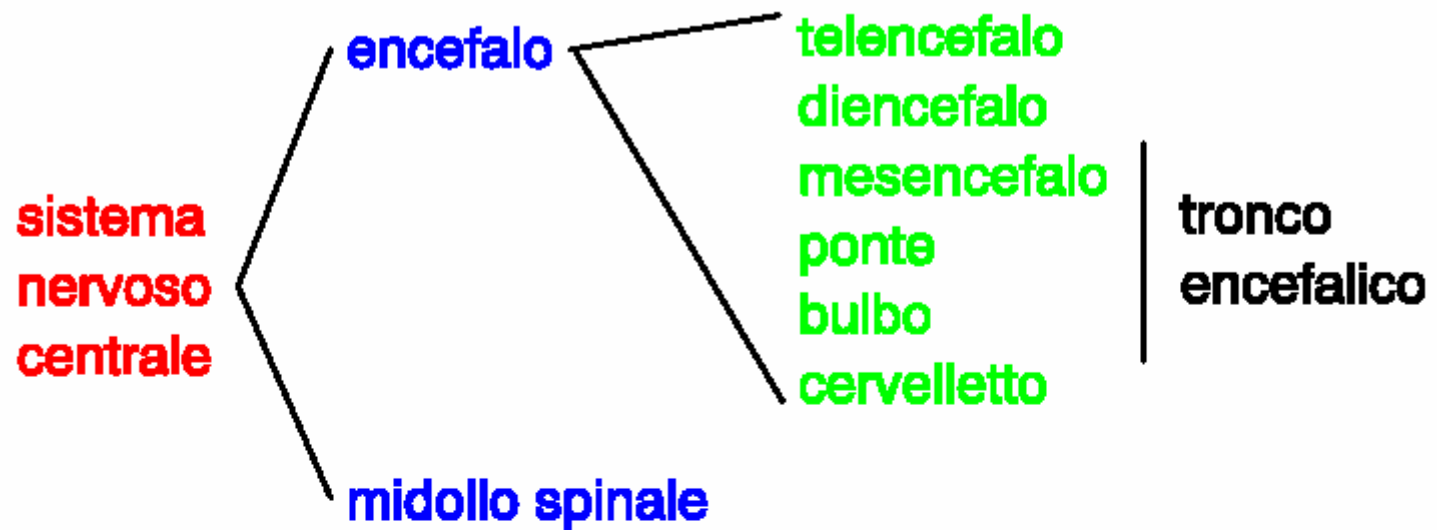 sistema
nervoso
centrale
encefalo
midollo spinale
telencefalo
diencefalo
mesencefalo
ponte
bulbo
cervelletto
tronco
encefalico